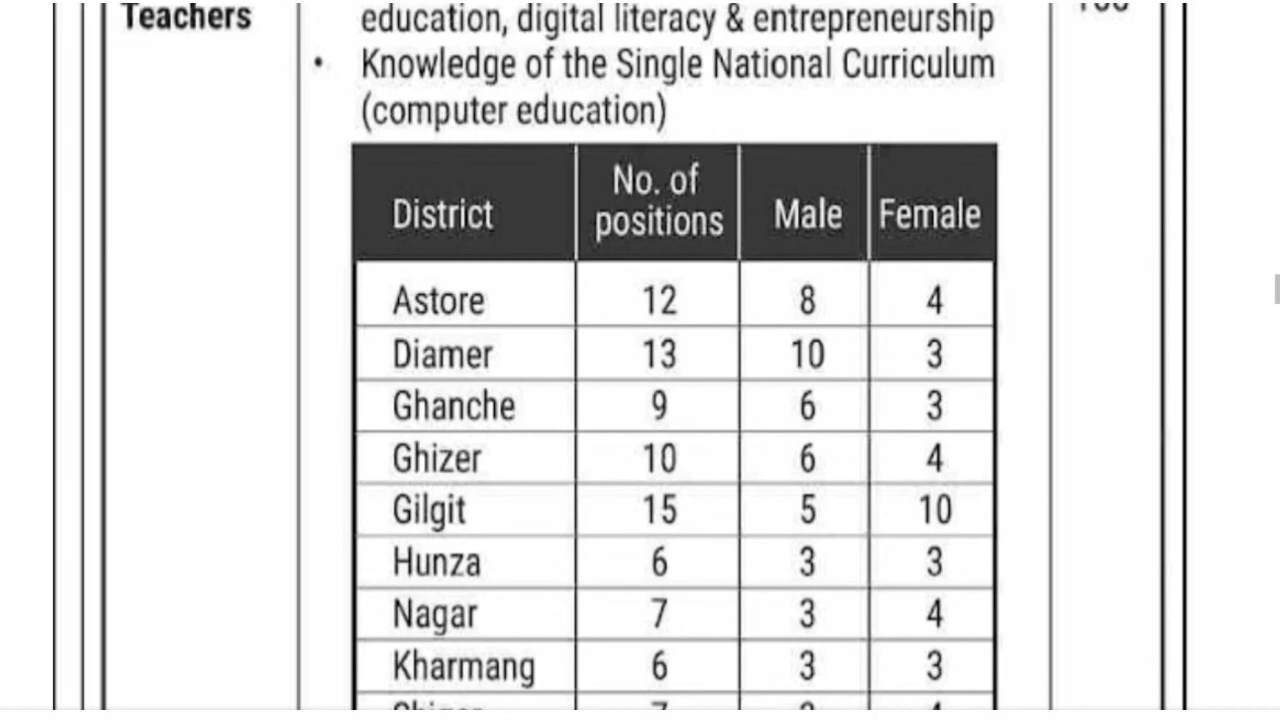 Teachers
education, digital literacy & entrepreneurship
• Knowledge of the Single National Curriculum
(computer education)
District No. of positions Male Female
Astore 12 8 4
Diamer 13 10 3
Ghanche 9 6 3
Ghizer 10 6 4
Gilgit 15 5 10
Hunza 6 3 3
Nagar 7 3 4
Kharmang 6 3 3